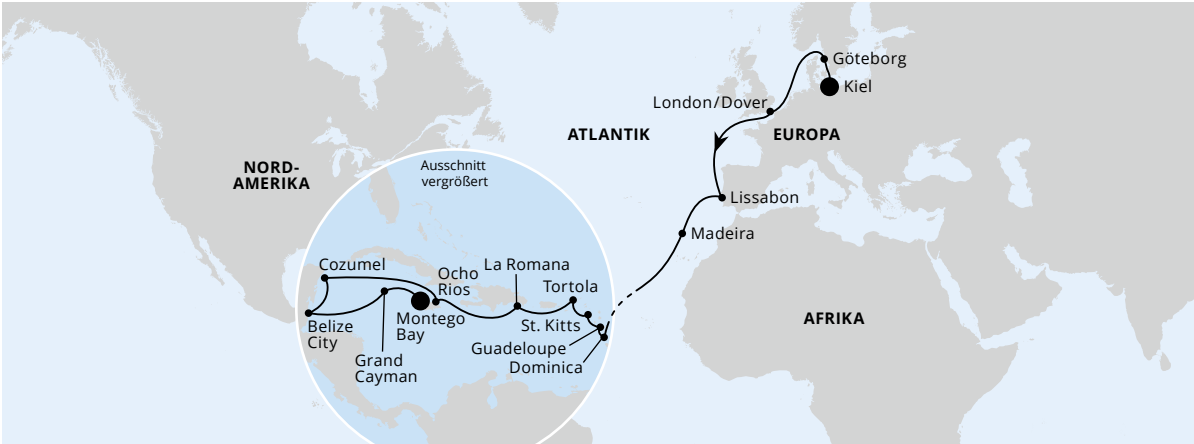 Göteborg
Kiel
London/Dover
ATLANTIK
EUROPA
NORD-
AMERIKA
Ausschnitt
vergrößert
Lissabon
Madeira
Cozumel
Ocho
Rios
La Romana
Tortola
Belize
City
Montego
Bay
St. Kitts
Guadeloupe
Dominica
Grand
Cayman
AFRIKA